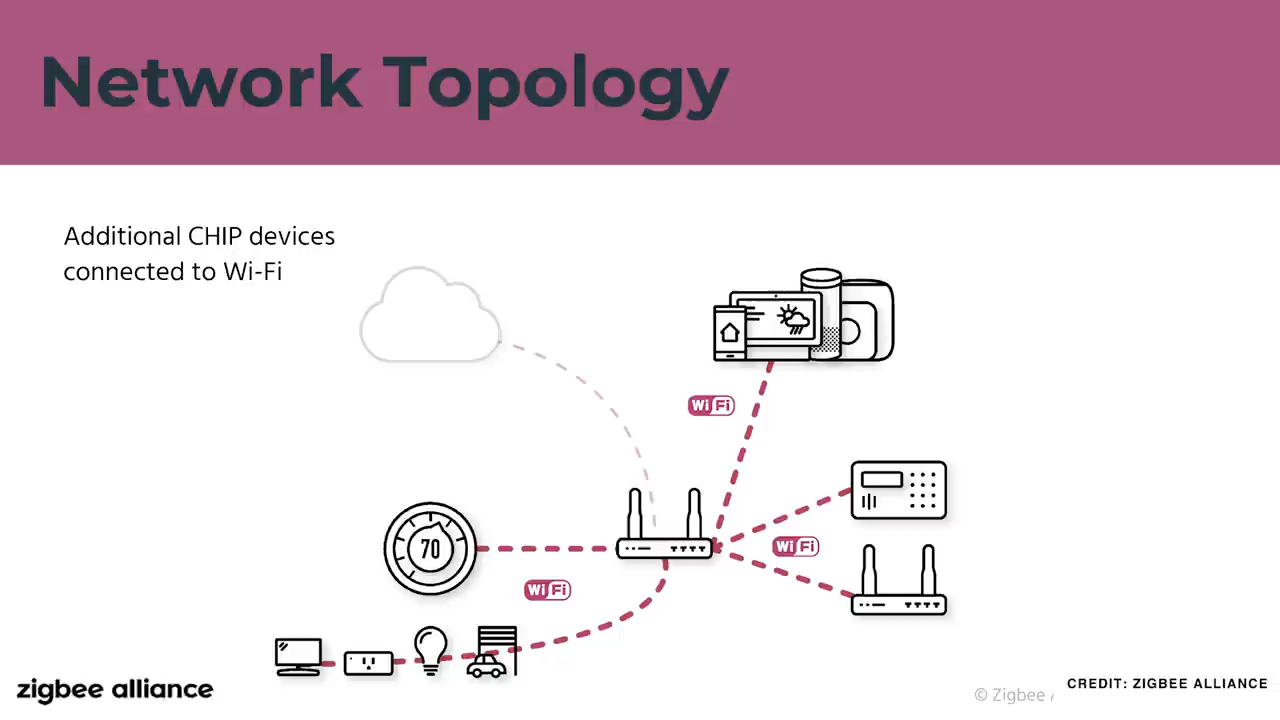 Network Topology
Additional CHIP devices
connected to Wi-Fi
Wi Fi
70
Wi Fi
Wi Fi
zigbee alliance
© Zigbee
CREDIT: ZIGBEE ALLIANCE